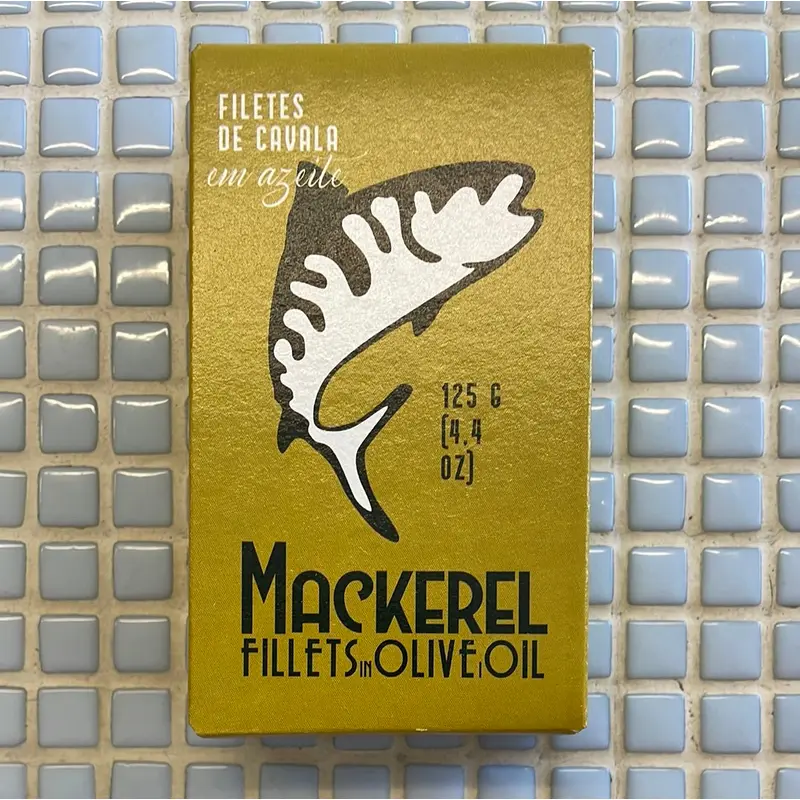 FILETES
DE CAVALA
em azeite
125 G
(4,4
OZ)
MACKEREL
FILLETS IN OLIVE OIL